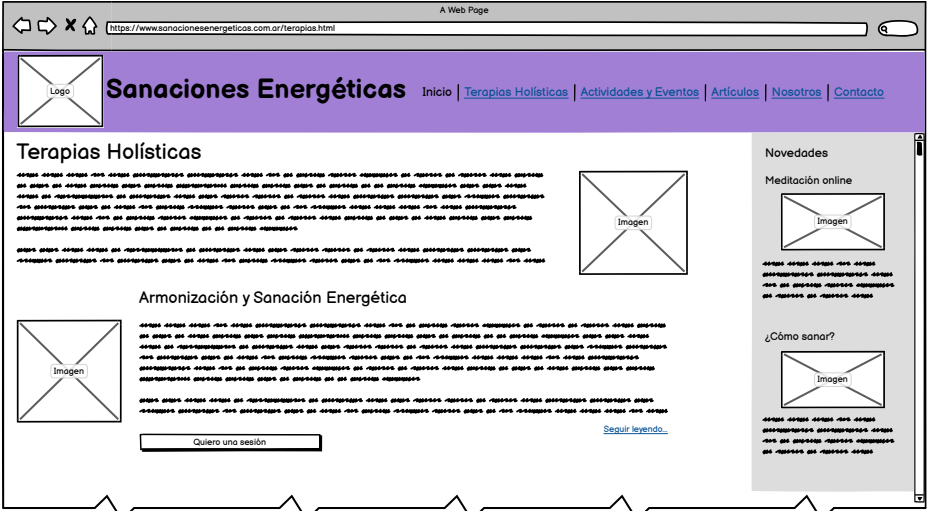 A Web Page
https://www.sanacionesenergeticas.com.ar/terapias.html
Logo
Sanaciones Energéticas
Inicio | Terapias Holísticas | Actividades y Eventos | Artículos | Nosotros | Contacto
Terapias Holísticas
Imagen
Armonización y Sanación Energética
Imagen
Seguir leyendo...
Quiero una sesión
Novedades
Meditación online
Imagen
¿Cómo sanar?
Imagen